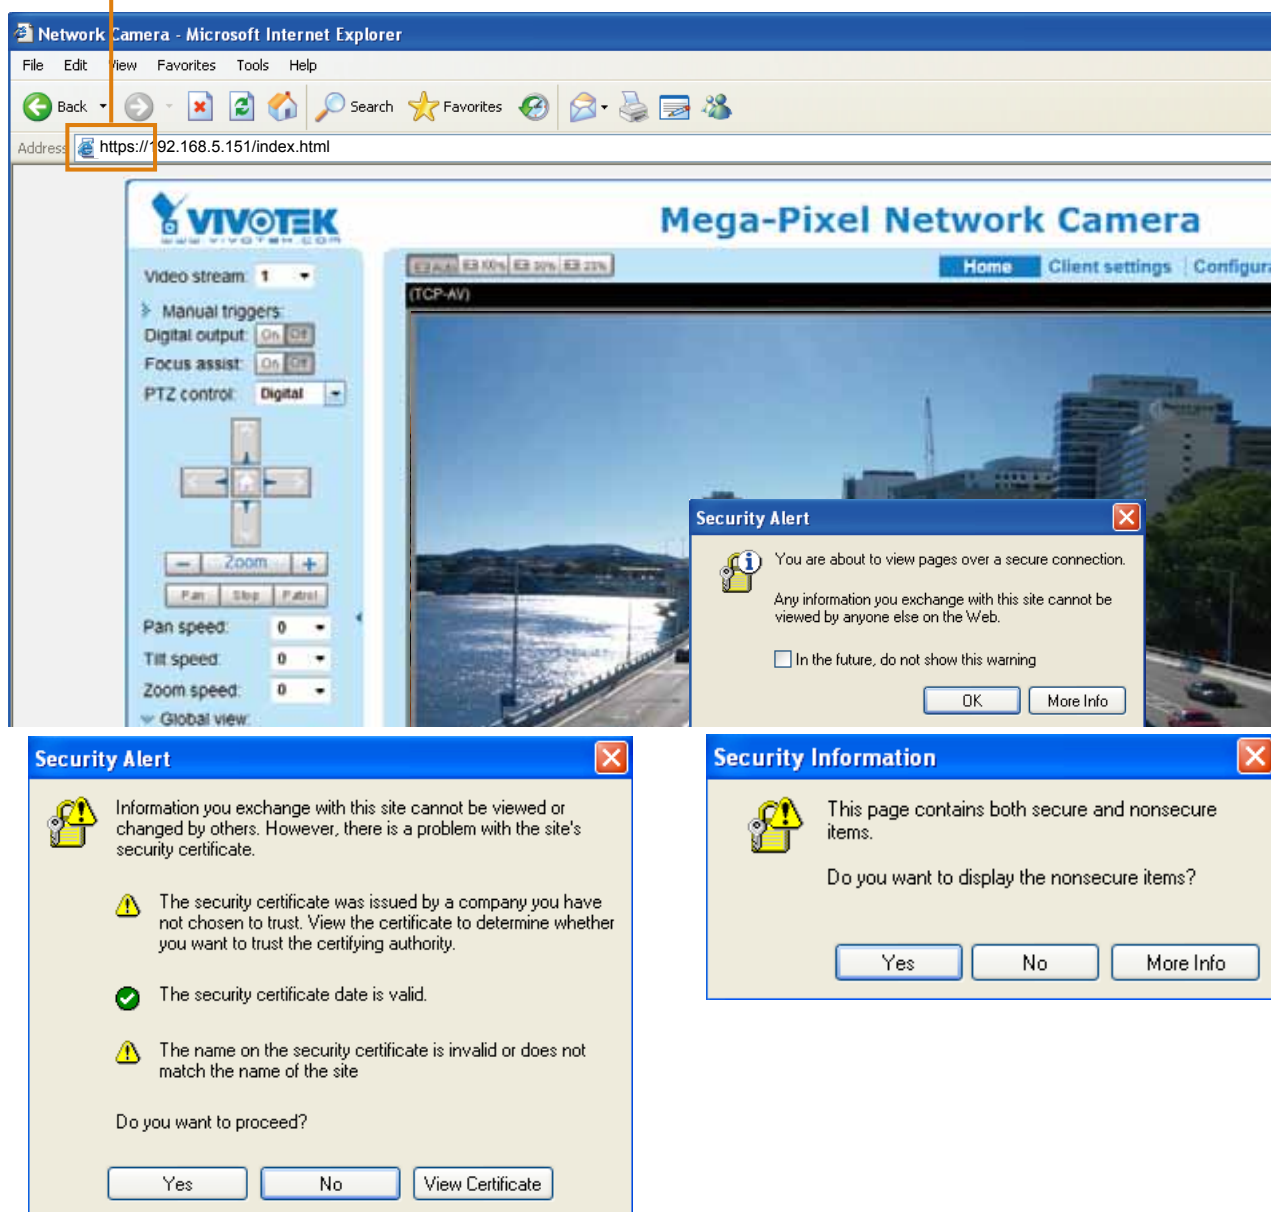 Network Camera - Microsoft Internet Explorer
File Edit View Favorites Tools Help
Back Search Favorites
Address https://192.168.5.151/index.html
VIVOTEK
www.vivotek.com
Mega-Pixel Network Camera
Video stream: 1
Auto 100% 50% 25%
Home Client settings Configura
(TCP-AV)
Manual triggers:
Digital output: On Off
Focus assist: On Off
PTZ control: Digital
Zoom
Pan Stop Patrol
Pan speed: 0
Tilt speed: 0
Zoom speed: 0
Global view:
Security Alert
You are about to view pages over a secure connection.
Any information you exchange with this site cannot be
viewed by anyone else on the Web.
In the future, do not show this warning
OK More Info
Security Alert
Information you exchange with this site cannot be viewed or
changed by others. However, there is a problem with the site's
security certificate.
The security certificate was issued by a company you have
not chosen to trust. View the certificate to determine whether
you want to trust the certifying authority.
The security certificate date is valid.
The name on the security certificate is invalid or does not
match the name of the site
Do you want to proceed?
Yes No View Certificate
Security Information
This page contains both secure and nonsecure
items.
Do you want to display the nonsecure items?
Yes No More Info